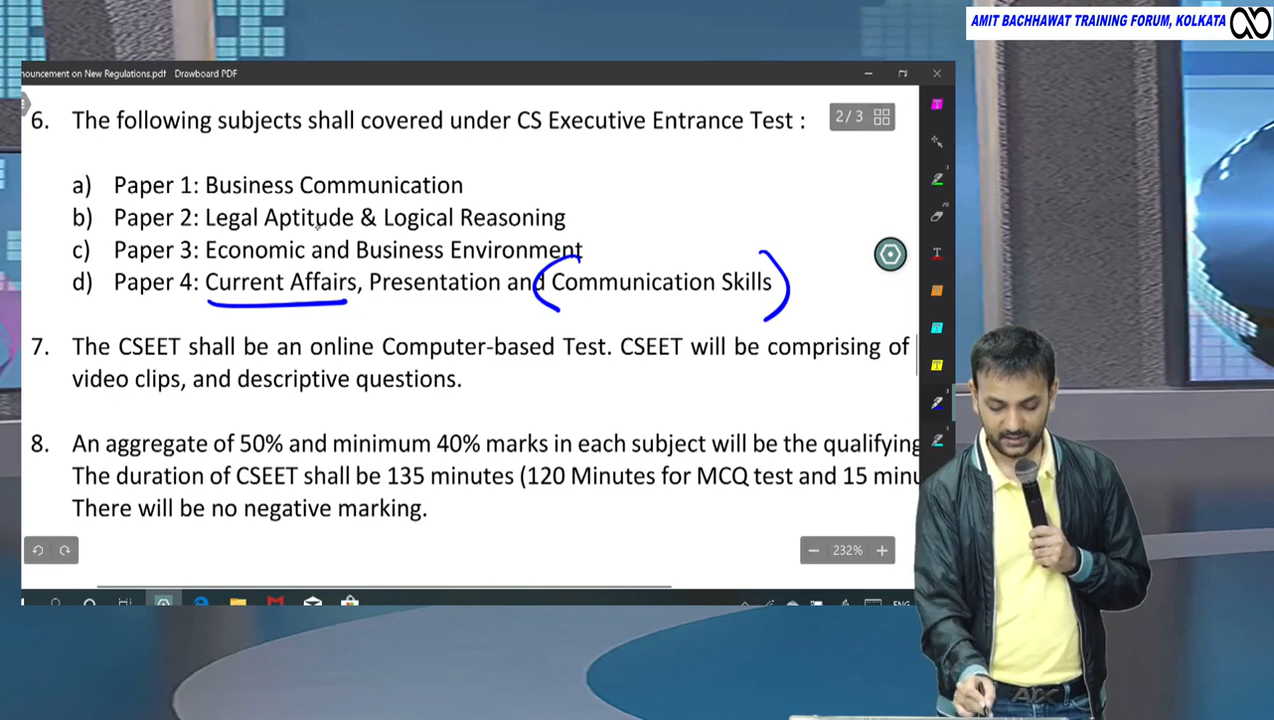 AMIT BACHHAWAT TRAINING FORUM, KOLKATA
ouncement on New Regulations.pdf Drawboard PDF
2 / 3
6. The following subjects shall covered under CS Executive Entrance Test :
a) Paper 1: Business Communication
b) Paper 2: Legal Aptitude & Logical Reasoning
c) Paper 3: Economic and Business Environment
d) Paper 4: Current Affairs, Presentation and Communication Skills
7. The CSEET shall be an online Computer-based Test. CSEET will be comprising of
video clips, and descriptive questions.
8. An aggregate of 50% and minimum 40% marks in each subject will be the qualifying
The duration of CSEET shall be 135 minutes (120 Minutes for MCQ test and 15 minu
There will be no negative marking.
232%
ENG